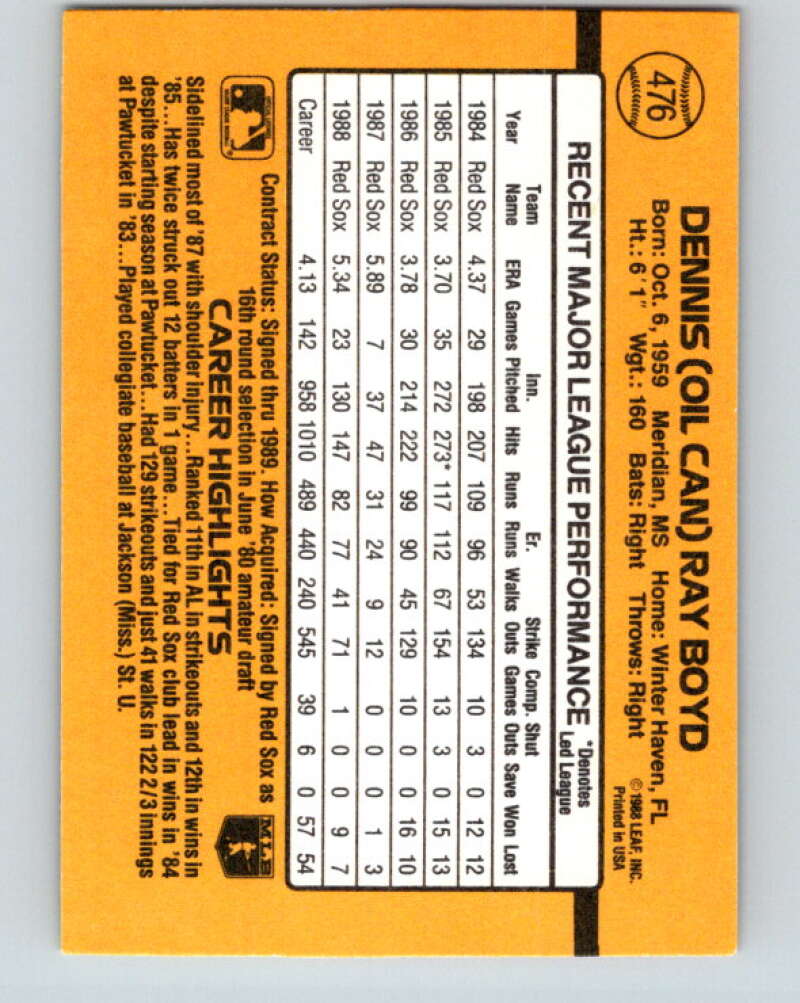 476
DENNIS (OIL CAN) RAY BOYD
Born: Oct. 6, 1959 Meridian, MS Home: Winter Haven, FL
Ht.: 6'1" Wgt.: 160 Bats: Right Throws: Right
©1988 LEAF, INC.
Printed in USA
RECENT MAJOR LEAGUE PERFORMANCE *Denotes
Led League
Team Inn. Er. Strike Comp. Shut
Year Name ERA Games Pitched Hits Runs Runs Walks Outs Games Outs Save Won Lost
1984 Red Sox 4.37 29 198 207 109 96 53 134 10 3 0 12 12
1985 Red Sox 3.70 35 272 273* 117 112 67 154 13 3 0 15 13
1986 Red Sox 3.78 30 214 222 99 90 45 129 10 0 0 16 10
1987 Red Sox 5.89 7 37 47 31 24 9 12 0 0 0 1 3
1988 Red Sox 5.34 23 130 147 82 77 41 71 1 0 0 9 7
Career 4.13 142 958 1010 489 440 240 545 39 6 0 57 54
Contract Status: Signed thru 1989. How Acquired: Signed by Red Sox as
16th round selection in June '80 amateur draft
MLB
CAREER HIGHLIGHTS
Sidelined most of '87 with shoulder injury...Ranked 11th in AL in strikeouts and 12th in wins in
'85...Has twice struck out 12 batters in 1 game...Tied for Red Sox club lead in wins in '84
despite starting season at Pawtucket...Had 129 strikeouts and just 41 walks in 122 2/3 innings
at Pawtucket in '83...Played collegiate baseball at Jackson (Miss.) St. U.